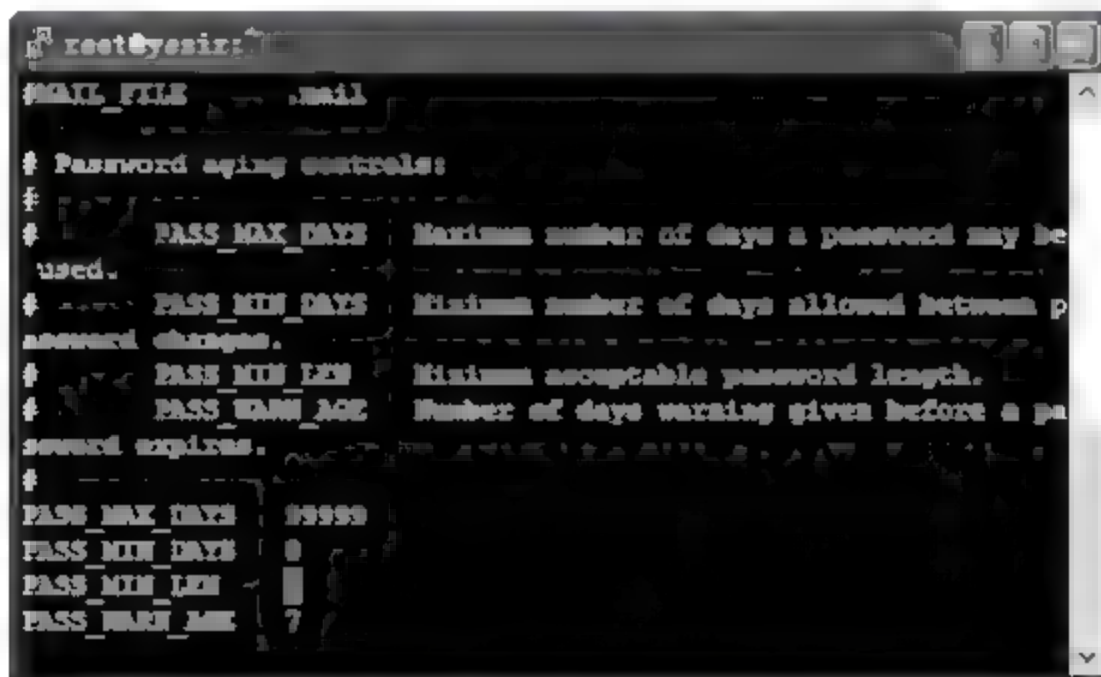 root@yesir:~
#MAIL_FILE      .mail
# Password aging controls:
#
#       PASS_MAX_DAYS   Maximum number of days a password may be
 used.
#       PASS_MIN_DAYS   Minimum number of days allowed between p
assword changes.
#       PASS_MIN_LEN    Minimum acceptable password length.
#       PASS_WARN_AGE   Number of days warning given before a pa
ssword expires.
#
PASS_MAX_DAYS   99999
PASS_MIN_DAYS   0
PASS_MIN_LEN
PASS_WARN_AGE   7